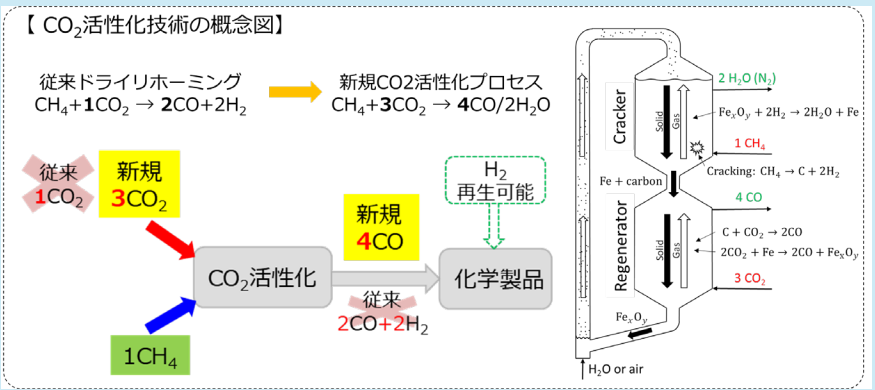 【 CO₂活性化技術の概念図】
従来ドライリホーミング
CH₄+1CO₂ → 2CO+2H₂
新規CO2活性化プロセス
CH₄+3CO₂ → 4CO/2H₂O
従来
1CO₂
新規
3CO₂
1CH₄
CO₂活性化
新規
4CO
従来
2CO+2H₂
H₂
再生可能
化学製品
Cracker
Solid
Gas
2 H₂O (N₂)
FeₓOᵧ + 2H₂ → 2H₂O + Fe
1 CH₄
Cracking: CH₄ → C + 2H₂
Fe + carbon
Regenerator
Solid
Gas
4 CO
C + CO₂ → 2CO
2CO₂ + Fe → 2CO + FeₓOᵧ
3 CO₂
FeₓOᵧ
H₂O or air